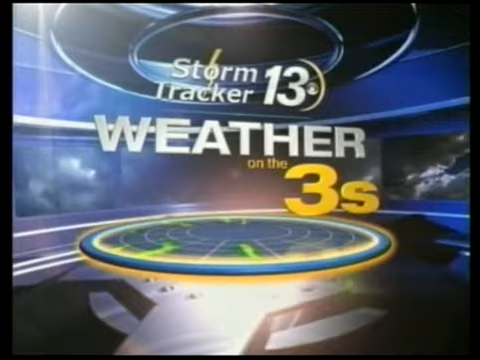 Storm
Tracker 13
WEATHER
on the
3s